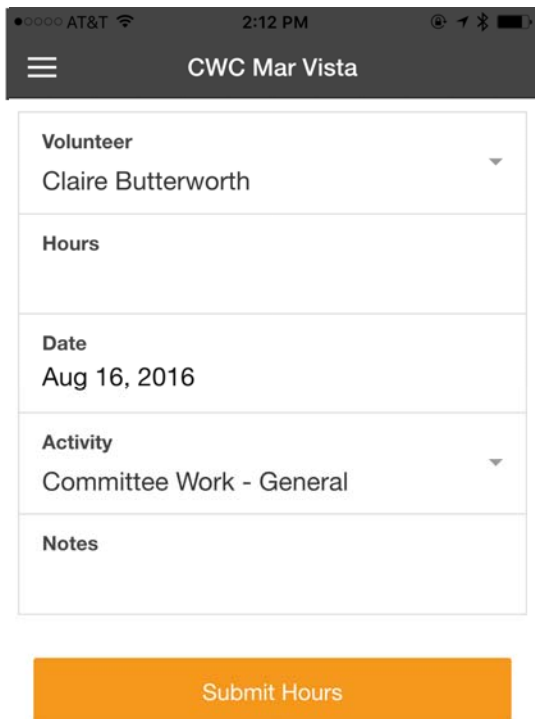 AT&T 2:12 PM
CWC Mar Vista
Volunteer
Claire Butterworth
Hours
Date
Aug 16, 2016
Activity
Committee Work - General
Notes
Submit Hours